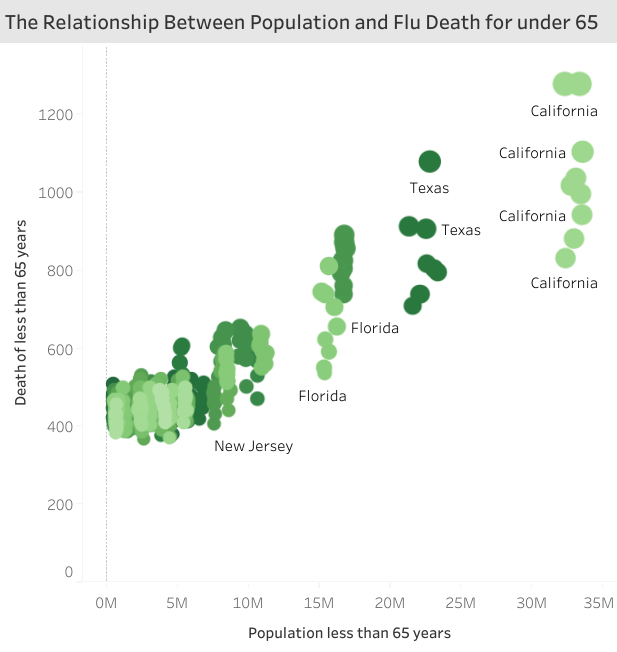 The Relationship Between Population and Flu Death for under 65
1200
California
California
1000
Texas
California
Texas
800
California
Death of less than 65 years
600
Florida
Florida
400
New Jersey
200
0
0M 5M 10M 15M 20M 25M 30M 35M
Population less than 65 years